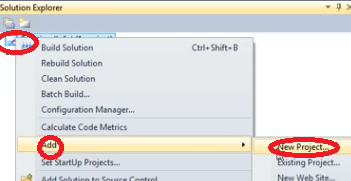 Solution Explorer
Build Solution Ctrl+Shift+B
Rebuild Solution
Clean Solution
Batch Build...
Configuration Manager...
Calculate Code Metrics
Add
New Project...
Set StartUp Projects...
Existing Project...
Add Solution to Source Control
New Web Site...